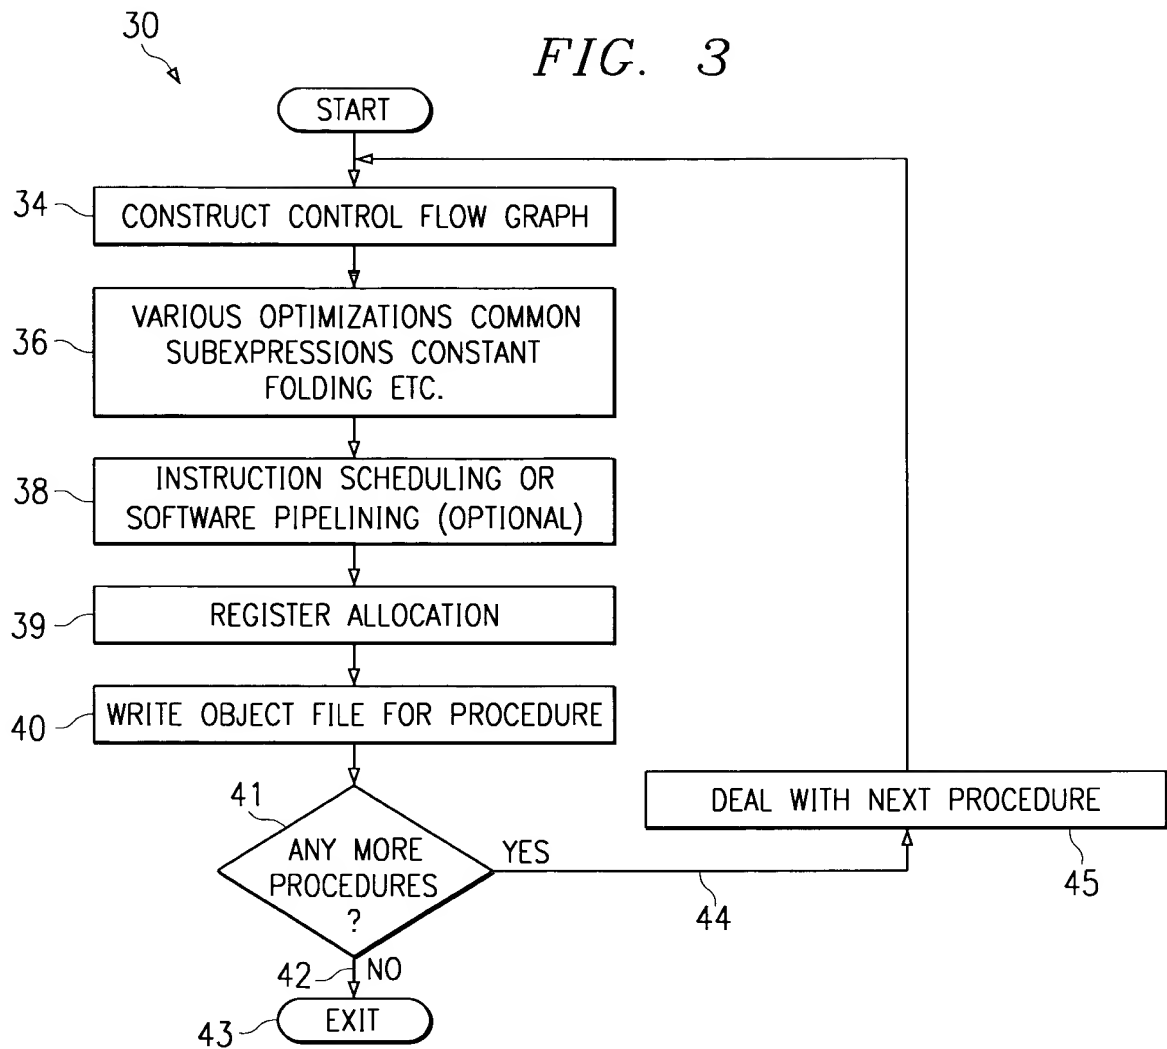 30
FIG. 3
START
34
CONSTRUCT CONTROL FLOW GRAPH
36
VARIOUS OPTIMIZATIONS COMMON
SUBEXPRESSIONS CONSTANT
FOLDING ETC.
38
INSTRUCTION SCHEDULING OR
SOFTWARE PIPELINING (OPTIONAL)
39
REGISTER ALLOCATION
40
WRITE OBJECT FILE FOR PROCEDURE
41
ANY MORE
PROCEDURES
?
YES
44
DEAL WITH NEXT PROCEDURE
45
42
NO
43
EXIT